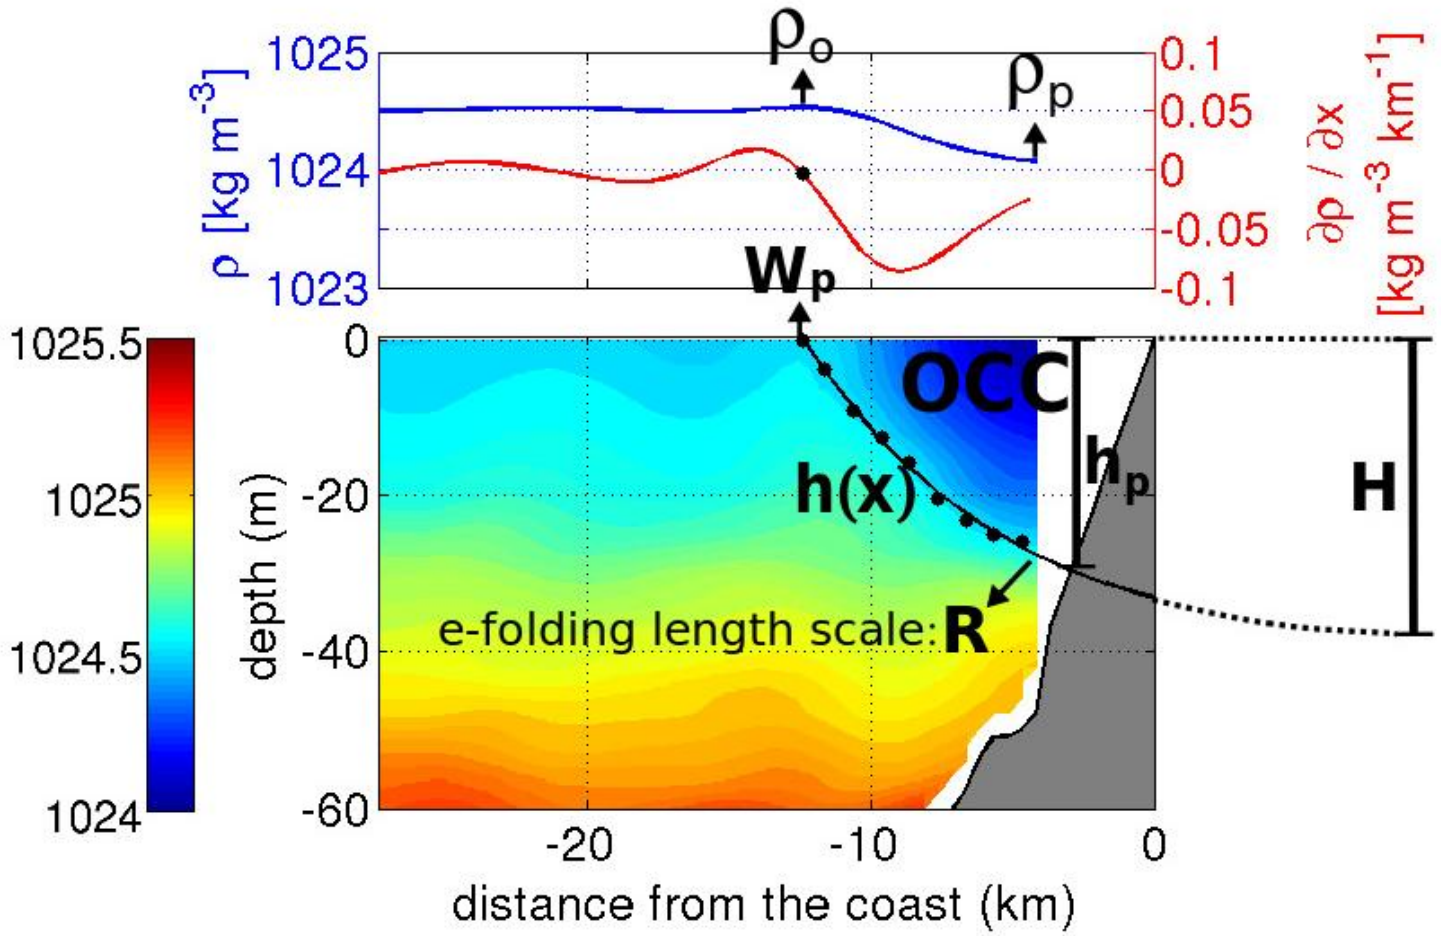 ρo
ρp
1025
1024
1023
ρ [kg m-3]
0.1
0.05
0
-0.05
-0.1
∂ρ / ∂x
[kg m-3 km-1]
Wp
1025.5
1025
1024.5
1024
depth (m)
0
-20
-40
-60
OCC
hp
h(x)
H
e-folding length scale: R
-20
-10
0
distance from the coast (km)